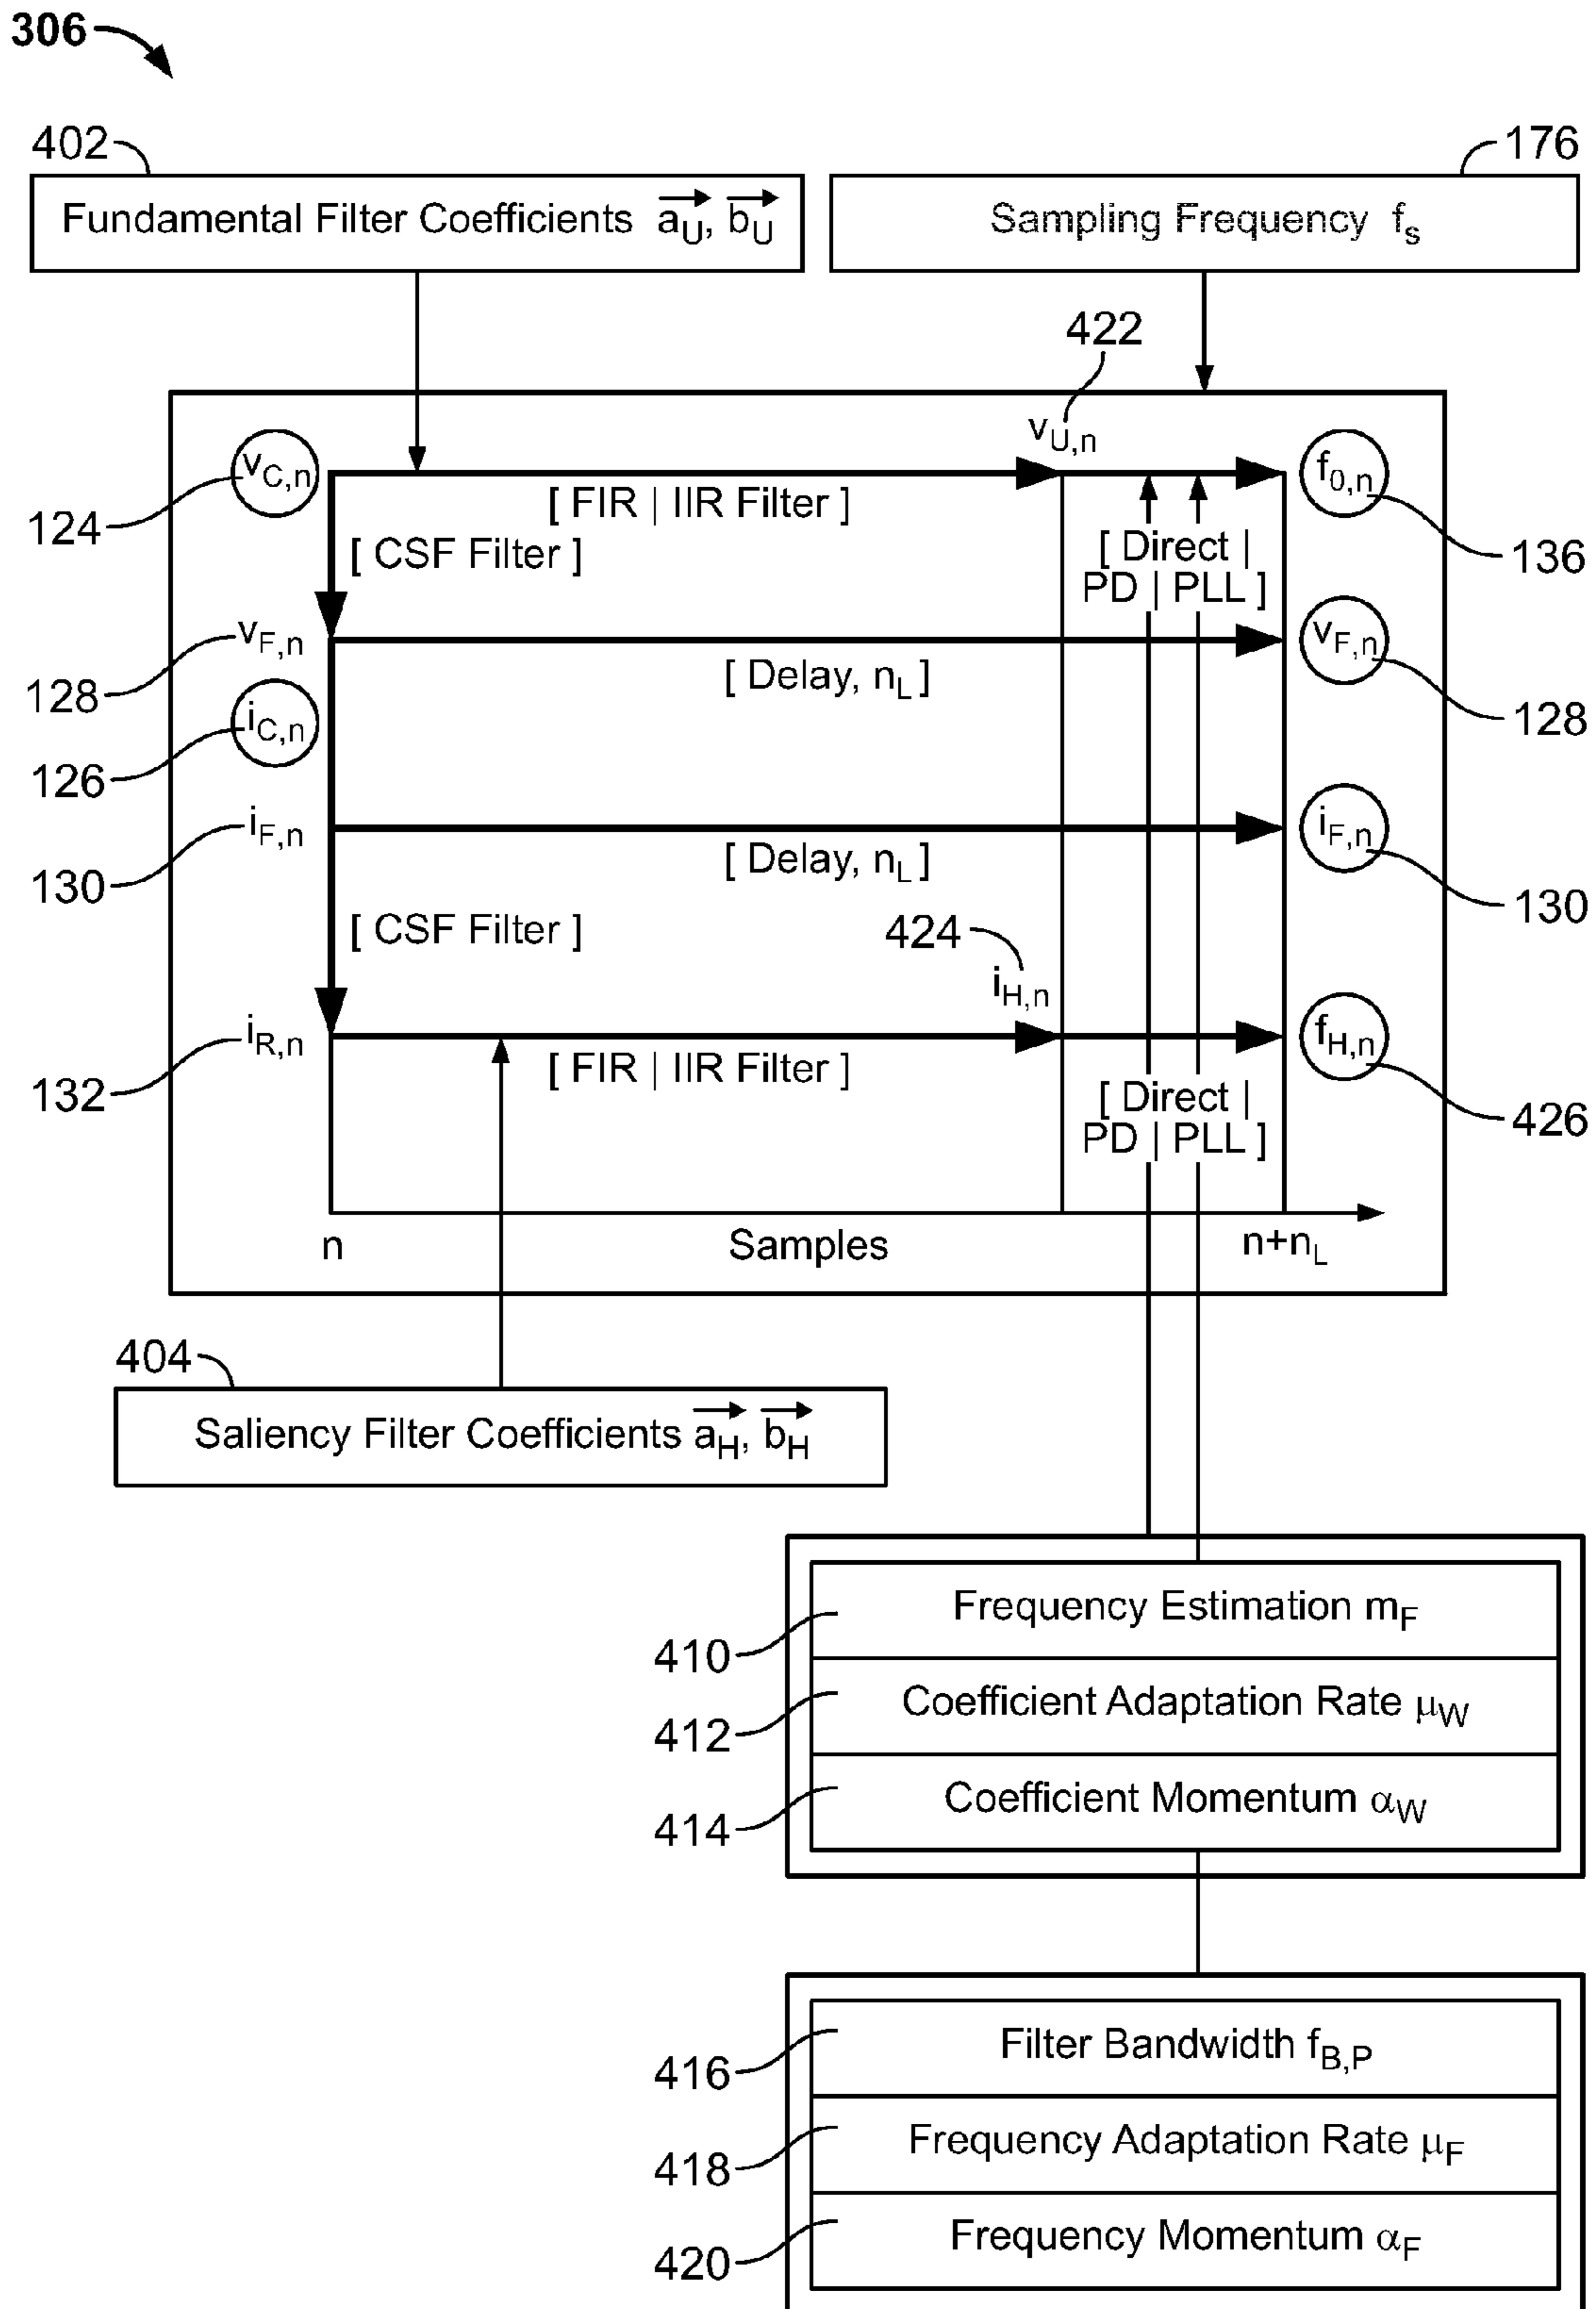 306
402
176
Fundamental Filter Coefficients a_U, b_U
Sampling Frequency f_s
422
v_U,n
v_C,n
f_0,n
[ FIR | IIR Filter ]
124
[ CSF Filter ]
[ Direct |
PD | PLL ]
136
v_F,n
v_F,n
128
[ Delay, n_L ]
i_C,n
128
126
i_F,n
i_F,n
130
[ Delay, n_L ]
130
[ CSF Filter ]
424
i_H,n
i_R,n
f_H,n
132
[ FIR | IIR Filter ]
[ Direct |
PD | PLL ]
426
n
Samples
n+n_L
404
Saliency Filter Coefficients a_H, b_H
Frequency Estimation m_F
410
Coefficient Adaptation Rate μ_W
412
Coefficient Momentum α_W
414
Filter Bandwidth f_B,P
416
Frequency Adaptation Rate μ_F
418
Frequency Momentum α_F
420